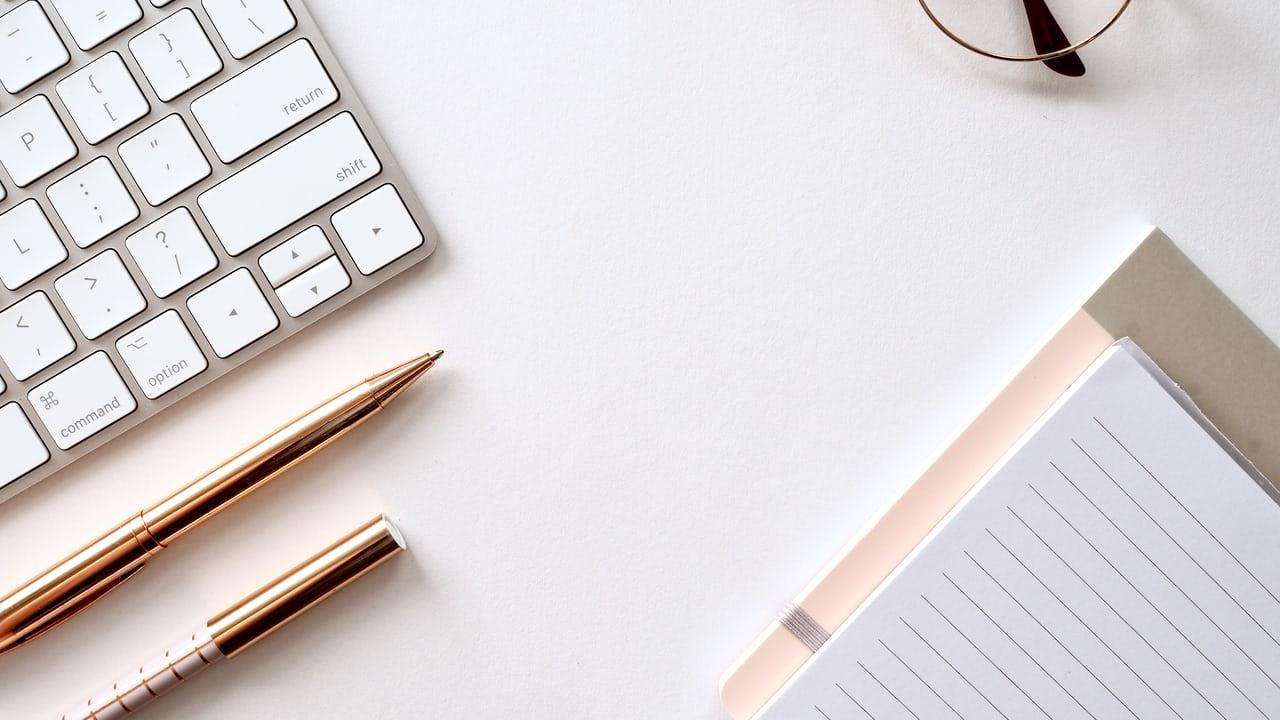 _ -
+ =
| \
} ]
{ [
return
P
" '
shift
: ;
L
? /
> .
< ,
option
⌘
command